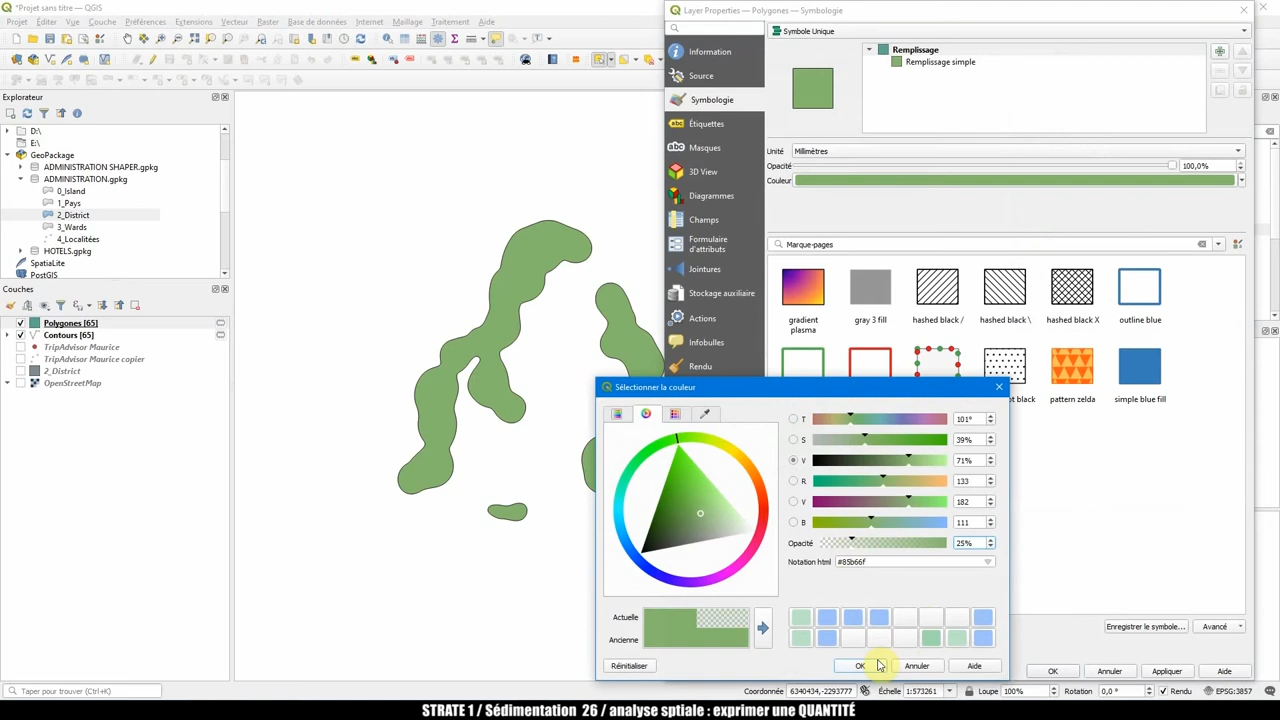 *Projet sans titre — QGIS
Projet Éditer Vue Couche Préférences Extensions Vecteur Raster Base de données Internet Maillage Traitement Aide
Explorateur
D:\
E:\
GeoPackage
ADMINISTRATION SHAPER.gpkg
ADMINISTRATION.gpkg
0_Island
1_Pays
2_District
3_Wards
4_Localitées
HOTELS.gpkg
SpatiaLite
PostGIS
Couches
Polygones [65]
Contours [65]
TripAdvisor Maurice
TripAdvisor Maurice copier
2_District
OpenStreetMap
Layer Properties — Polygones — Symbologie
Information
Source
Symbologie
Étiquettes
Masques
3D View
Diagrammes
Champs
Formulaire
d'attributs
Jointures
Stockage auxiliaire
Actions
Infobulles
Rendu
Symbole Unique
Remplissage
Remplissage simple
Unité Millimètres
Opacité 100,0%
Couleur
Marque-pages
gradient
plasma
gray 3 fill
hashed black /
hashed black \
hashed black X
outline blue
black
pattern zelda
simple blue fill
Enregistrer le symbole...
Avancé
OK
Annuler
Appliquer
Aide
Sélectionner la couleur
T 101°
S 39%
V 71%
R 133
V 182
B 111
Opacité 25%
Notation html #85b66f
Actuelle
Ancienne
Réinitialiser
OK
Annuler
Aide
Taper pour trouver (Ctrl+K)
Coordonnée 6340434,-2293777 Échelle 1:573261 Loupe 100% Rotation 0,0 ° Rendu EPSG:3857
STRATE 1 / Sédimentation 26 / analyse sptiale : exprimer une QUANTITÉ